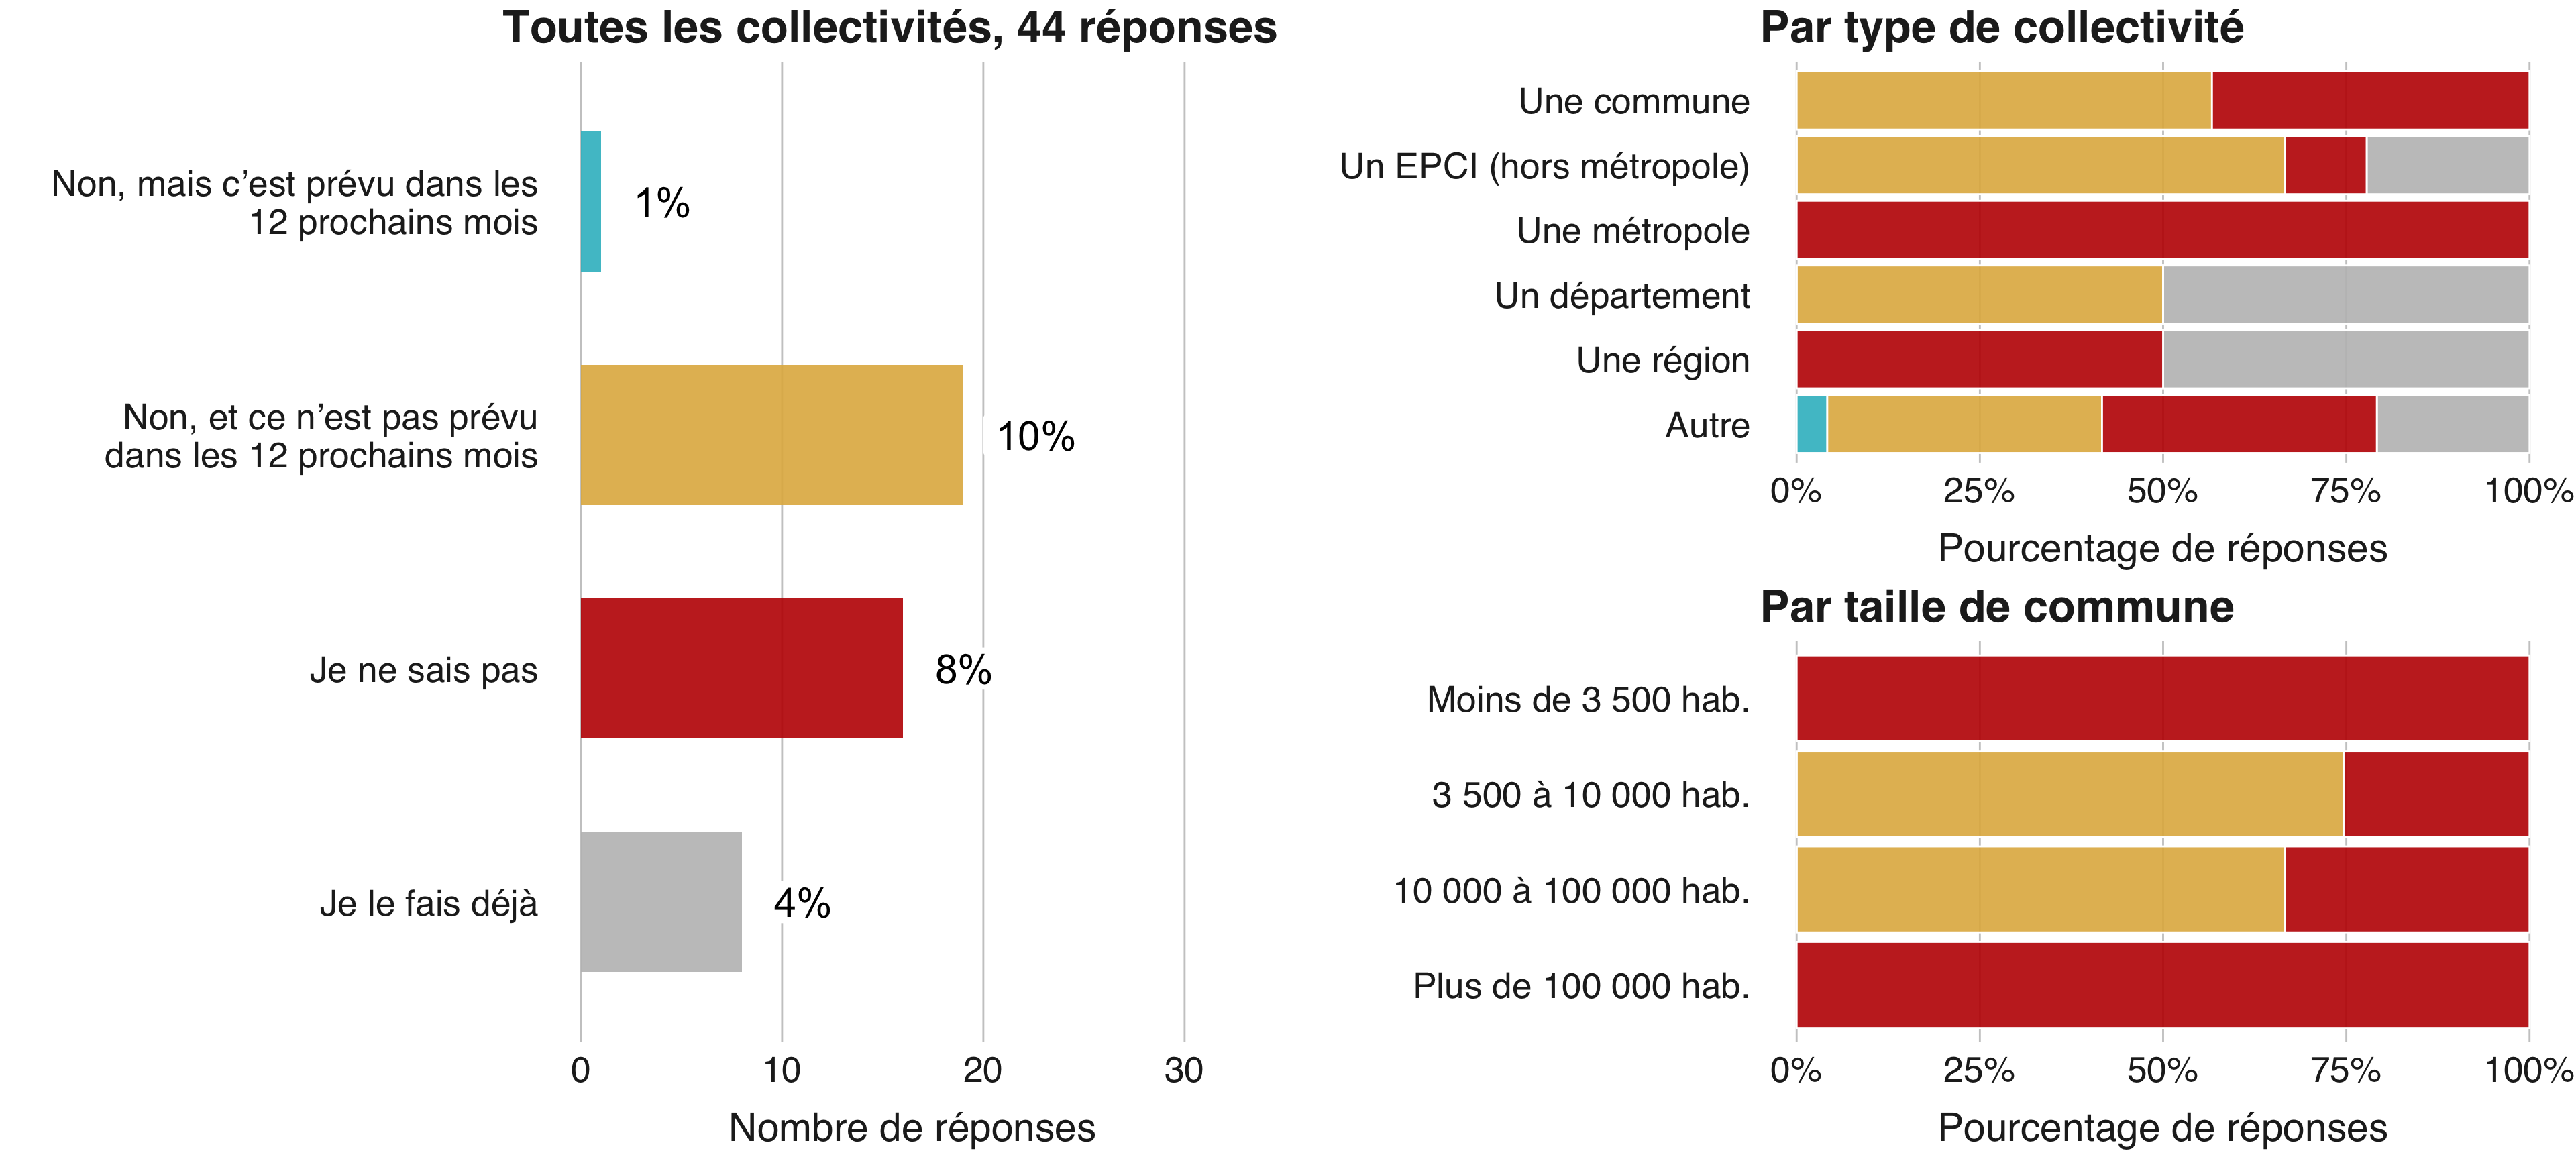 Toutes les collectivités, 44 réponses
Non, mais c’est prévu dans les
12 prochains mois
1%
Non, et ce n’est pas prévu
dans les 12 prochains mois
10%
Je ne sais pas
8%
Je le fais déjà
4%
0 10 20 30
Nombre de réponses
Par type de collectivité
Une commune
Un EPCI (hors métropole)
Une métropole
Un département
Une région
Autre
0% 25% 50% 75% 100%
Pourcentage de réponses
Par taille de commune
Moins de 3 500 hab.
3 500 à 10 000 hab.
10 000 à 100 000 hab.
Plus de 100 000 hab.
0% 25% 50% 75% 100%
Pourcentage de réponses